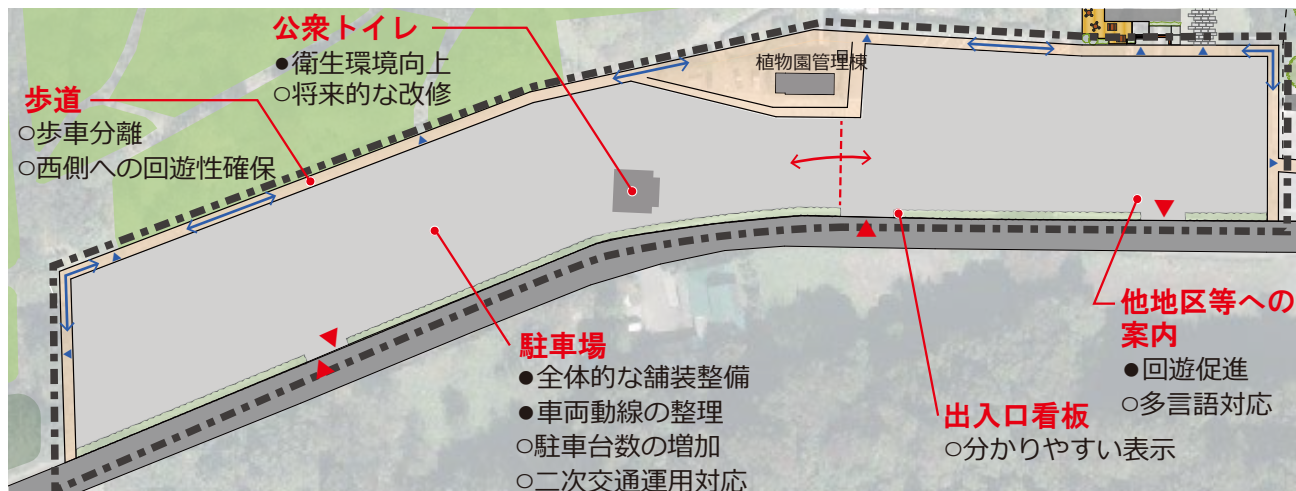 公衆トイレ
●衛生環境向上
○将来的な改修
歩道
○歩車分離
○西側への回遊性確保
植物園管理棟
駐車場
●全体的な舗装整備
●車両動線の整理
○駐車台数の増加
○二次交通運用対応
出入口看板
○分かりやすい表示
他地区等への
案内
●回遊促進
○多言語対応